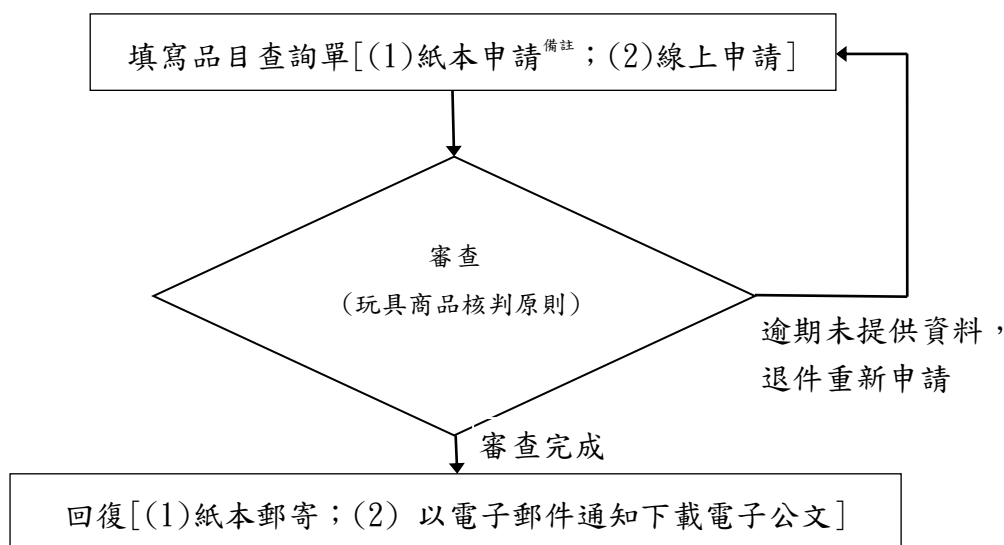 填寫品目查詢單[(1)紙本申請備註；(2)線上申請]
審查
(玩具商品核判原則)
逾期未提供資料，
退件重新申請
審查完成
回復[(1)紙本郵寄；(2) 以電子郵件通知下載電子公文]